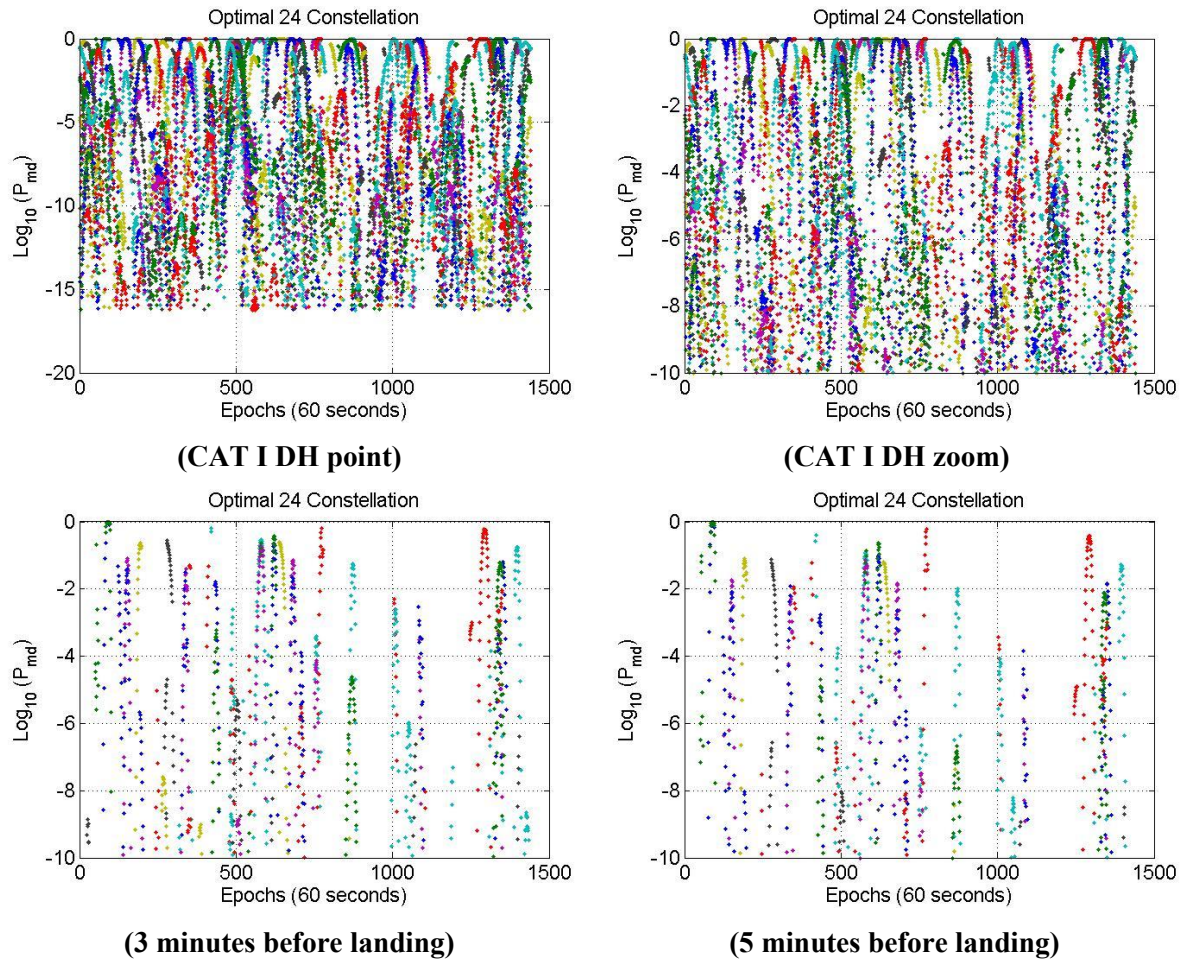 Optimal 24 Constellation
0
-5
-10
-15
-20
Log10 (Pmd)
0 500 1000 1500
Epochs (60 seconds)
(CAT I DH point)
Optimal 24 Constellation
0
-2
-4
-6
-8
-10
Log10 (Pmd)
0 500 1000 1500
Epochs (60 seconds)
(CAT I DH zoom)
Optimal 24 Constellation
0
-2
-4
-6
-8
-10
Log10 (Pmd)
0 500 1000 1500
Epochs (60 seconds)
(3 minutes before landing)
Optimal 24 Constellation
0
-2
-4
-6
-8
-10
Log10 (Pmd)
0 500 1000 1500
Epochs (60 seconds)
(5 minutes before landing)